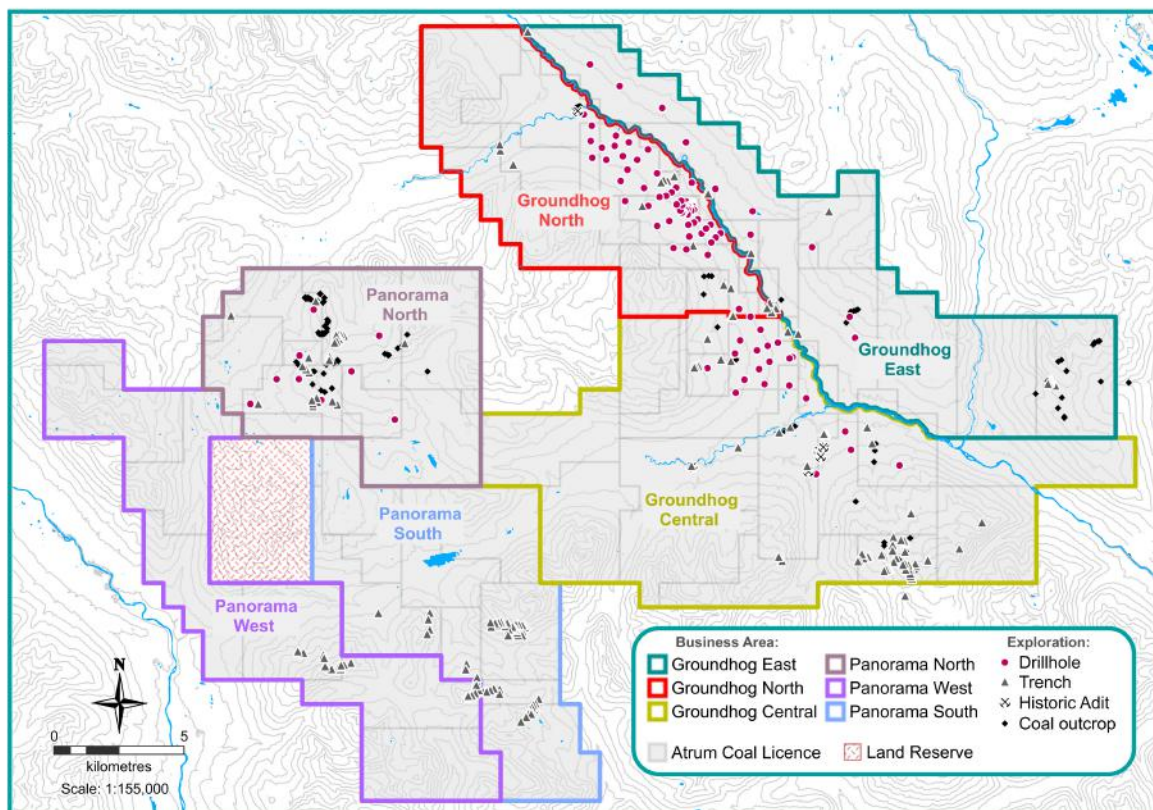 Groundhog
North
Panorama
North
Groundhog
East
Groundhog
Central
Panorama
South
Panorama
West
N
0 5
kilometres
Scale: 1:155,000
Business Area:
Groundhog East
Groundhog North
Groundhog Central
Panorama North
Panorama West
Panorama South
Atrum Coal Licence
Land Reserve
Exploration:
Drillhole
Trench
Historic Adit
Coal outcrop